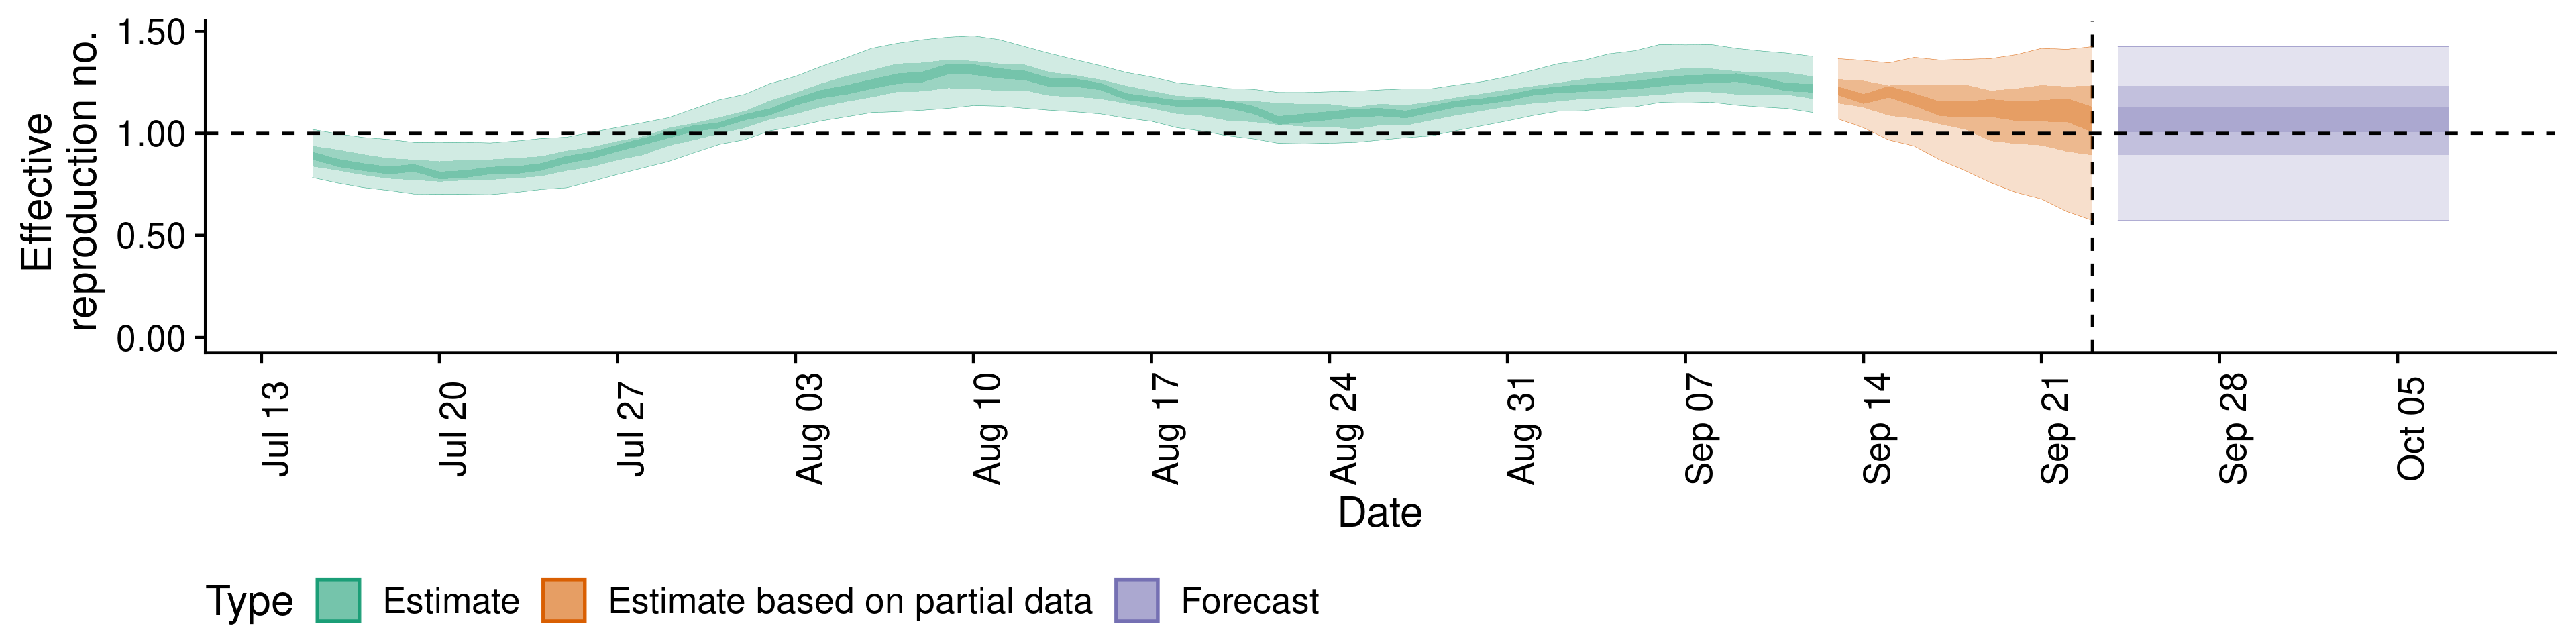 Effective
reproduction no.
1.50
1.00
0.50
0.00
Jul 13
Jul 20
Jul 27
Aug 03
Aug 10
Aug 17
Aug 24
Aug 31
Sep 07
Sep 14
Sep 21
Sep 28
Oct 05
Date
Type Estimate Estimate based on partial data Forecast